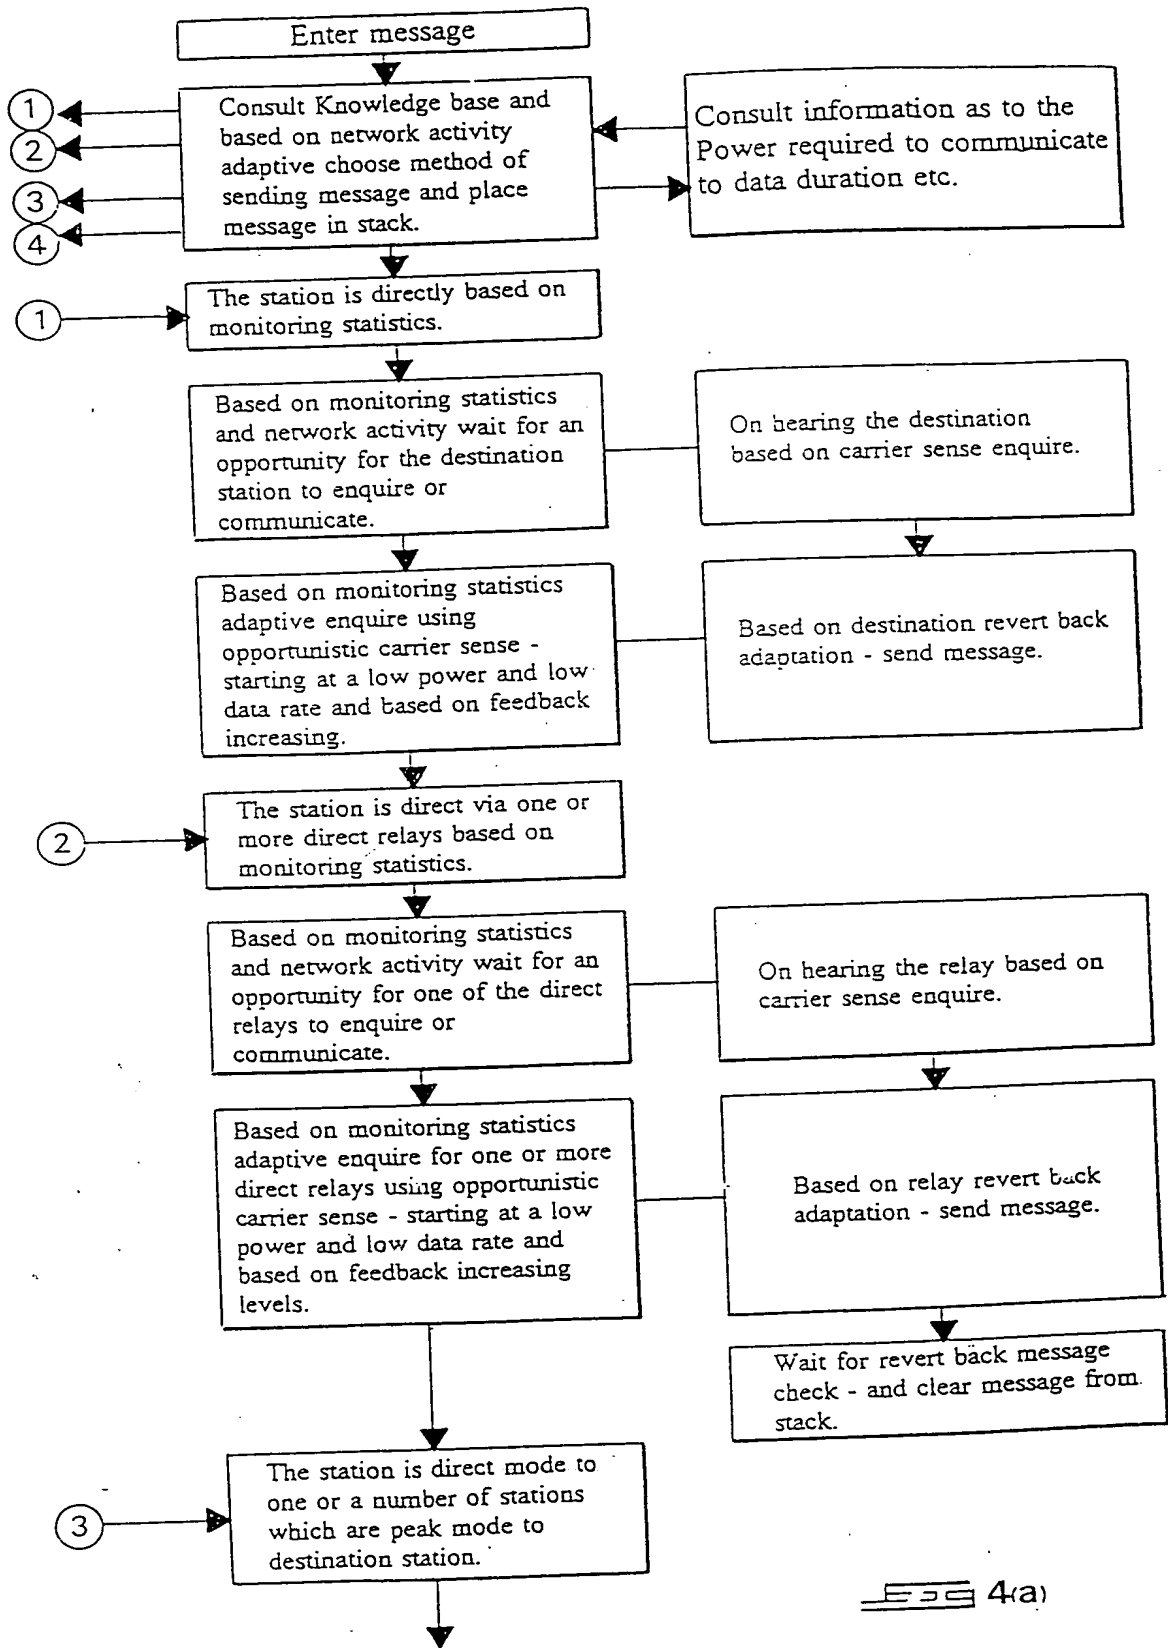 Enter message
1
2
3
4
Consult Knowledge base and
based on network activity
adaptive choose method of
sending message and place
message in stack.
Consult information as to the
Power required to communicate
to data duration etc.
1
The station is directly based on
monitoring statistics.
Based on monitoring statistics
and network activity wait for an
opportunity for the destination
station to enquire or
communicate.
On hearing the destination
based on carrier sense enquire.
Based on monitoring statistics
adaptive enquire using
opportunistic carrier sense -
starting at a low power and low
data rate and based on feedback
increasing.
Based on destination revert back
adaptation - send message.
2
The station is direct via one or
more direct relays based on
monitoring statistics.
Based on monitoring statistics
and network activity wait for an
opportunity for one of the direct
relays to enquire or
communicate.
On hearing the relay based on
carrier sense enquire.
Based on monitoring statistics
adaptive enquire for one or more
direct relays using opportunistic
carrier sense - starting at a low
power and low data rate and
based on feedback increasing
levels.
Based on relay revert back
adaptation - send message.
Wait for revert back message
check - and clear message from
stack.
3
The station is direct mode to
one or a number of stations
which are peak mode to
destination station.
FIG 4(a)